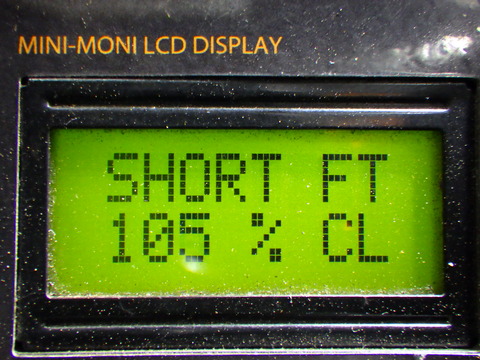 MINI-MONI LCD DISPLAY
SHORT FT
105 % CL